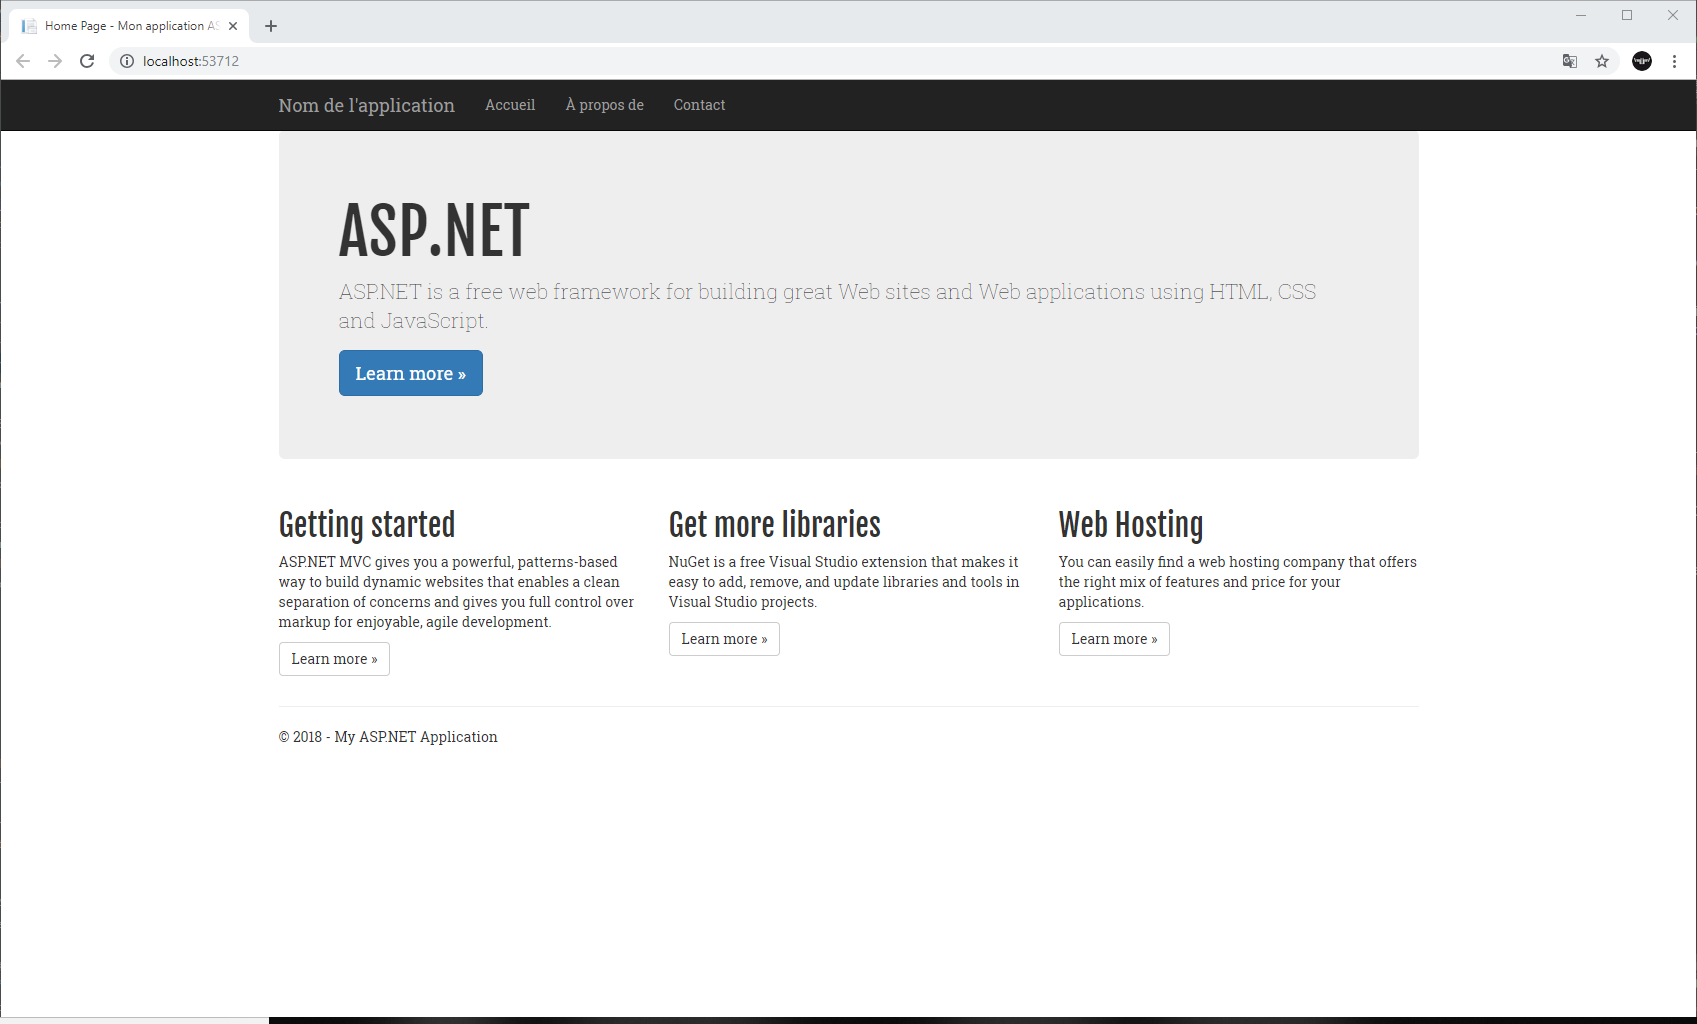 Home Page - Mon application AS
localhost:53712
Nom de l'application Accueil À propos de Contact
ASP.NET
ASP.NET is a free web framework for building great Web sites and Web applications using HTML, CSS
and JavaScript.
Learn more »
Getting started
ASP.NET MVC gives you a powerful, patterns-based
way to build dynamic websites that enables a clean
separation of concerns and gives you full control over
markup for enjoyable, agile development.
Learn more »
Get more libraries
NuGet is a free Visual Studio extension that makes it
easy to add, remove, and update libraries and tools in
Visual Studio projects.
Learn more »
Web Hosting
You can easily find a web hosting company that offers
the right mix of features and price for your
applications.
Learn more »
© 2018 - My ASP.NET Application